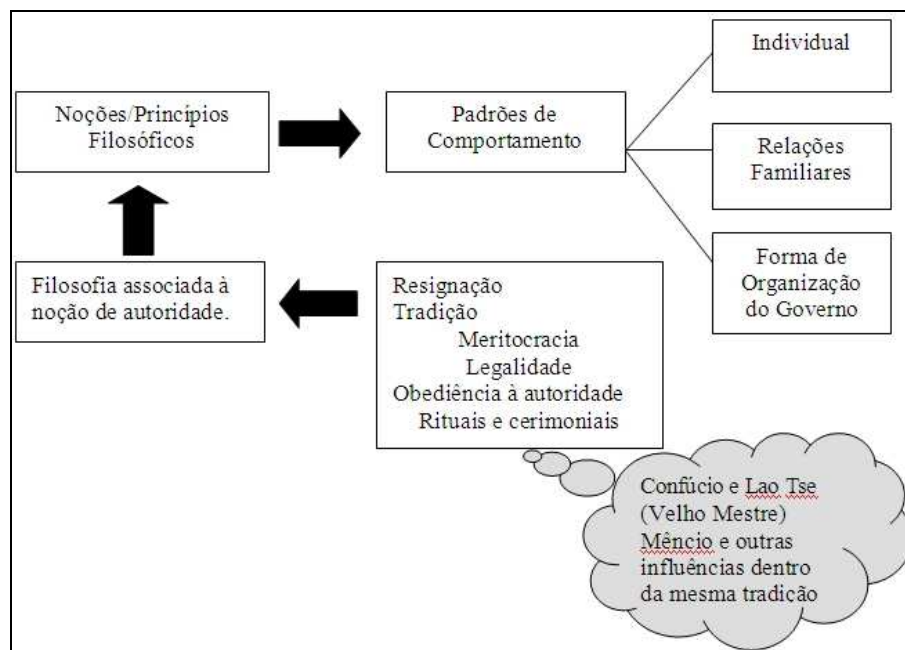 Noções/Princípios
Filosóficos
Padrões de
Comportamento
Individual
Relações
Familiares
Forma de
Organização
do Governo
Filosofia associada à
noção de autoridade.
Resignação
Tradição
Meritocracia
Legalidade
Obediência à autoridade
Rituais e cerimoniais
Confúcio e Lao Tse
(Velho Mestre)
Mêncio e outras
influências dentro
da mesma tradição